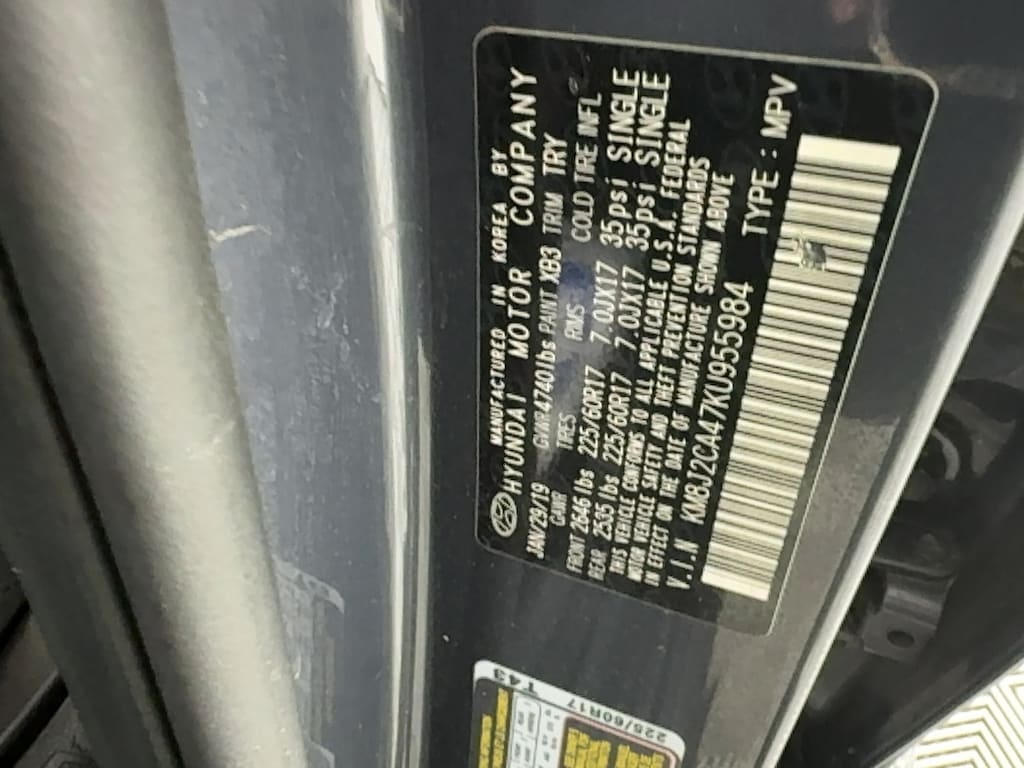 MANUFACTURED IN KOREA BY
HYUNDAI MOTOR COMPANY
JAN/29/19 GVWR 4740lbs PAINT XB3 TRIM TRY
GAWR TIRES RMS COLD TIRE INFL
FRONT 2646 lbs 225/60R17 7.0JX17 35psi SINGLE
REAR 2535 lbs 225/60R17 7.0JX17 35psi SINGLE
THIS VEHICLE CONFORMS TO ALL APPLICABLE U.S.A. FEDERAL
MOTOR VEHICLE SAFETY AND THEFT PREVENTION STANDARDS
IN EFFECT ON THE DATE OF MANUFACTURE SHOWN ABOVE
V.I.N KM8J2CA47KU955984 TYPE : MPV
T43
225/60R17